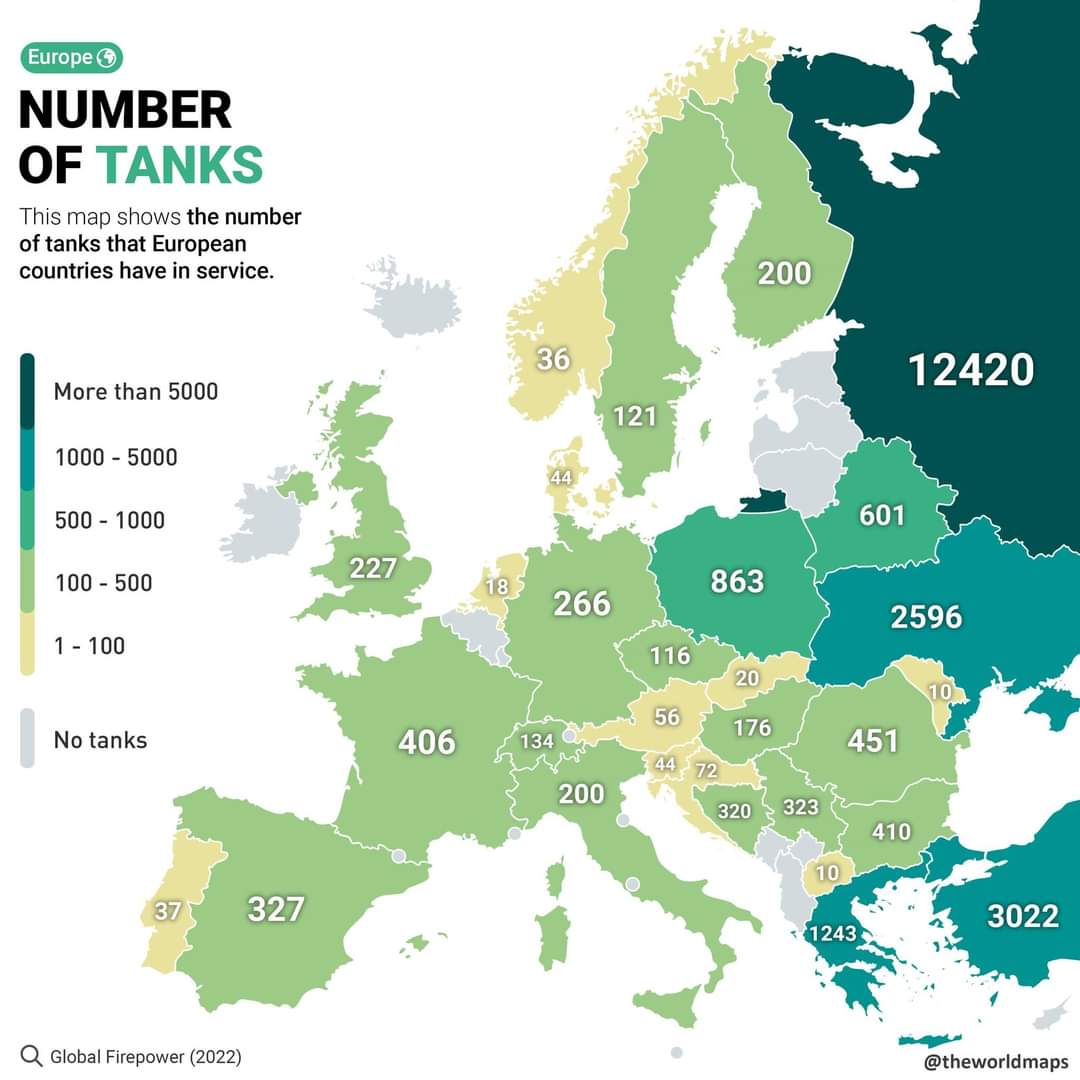 Europe
NUMBER
OF TANKS
This map shows the number
of tanks that European
countries have in service.
More than 5000
1000 - 5000
500 - 1000
100 - 500
1 - 100
No tanks
200
12420
36
121
44
601
227
18
266
863
2596
116
20
10
56
176
406
134
451
44
72
200
320
323
410
10
37
327
1243
3022
Global Firepower (2022)
@theworldmaps